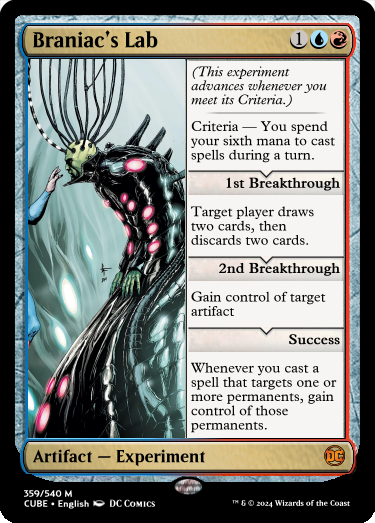 Braniac's Lab
1
(This experiment
advances whenever you
meet its Criteria.)
Criteria — You spend
your sixth mana to cast
spells during a turn.
1st Breakthrough
Target player draws
two cards, then
discards two cards.
2nd Breakthrough
Gain control of target
artifact
Success
Whenever you cast a
spell that targets one or
more permanents, gain
control of those
permanents.
Artifact — Experiment
DC
359/540 M
CUBE • English DC Comics
™ & © 2024 Wizards of the Coast